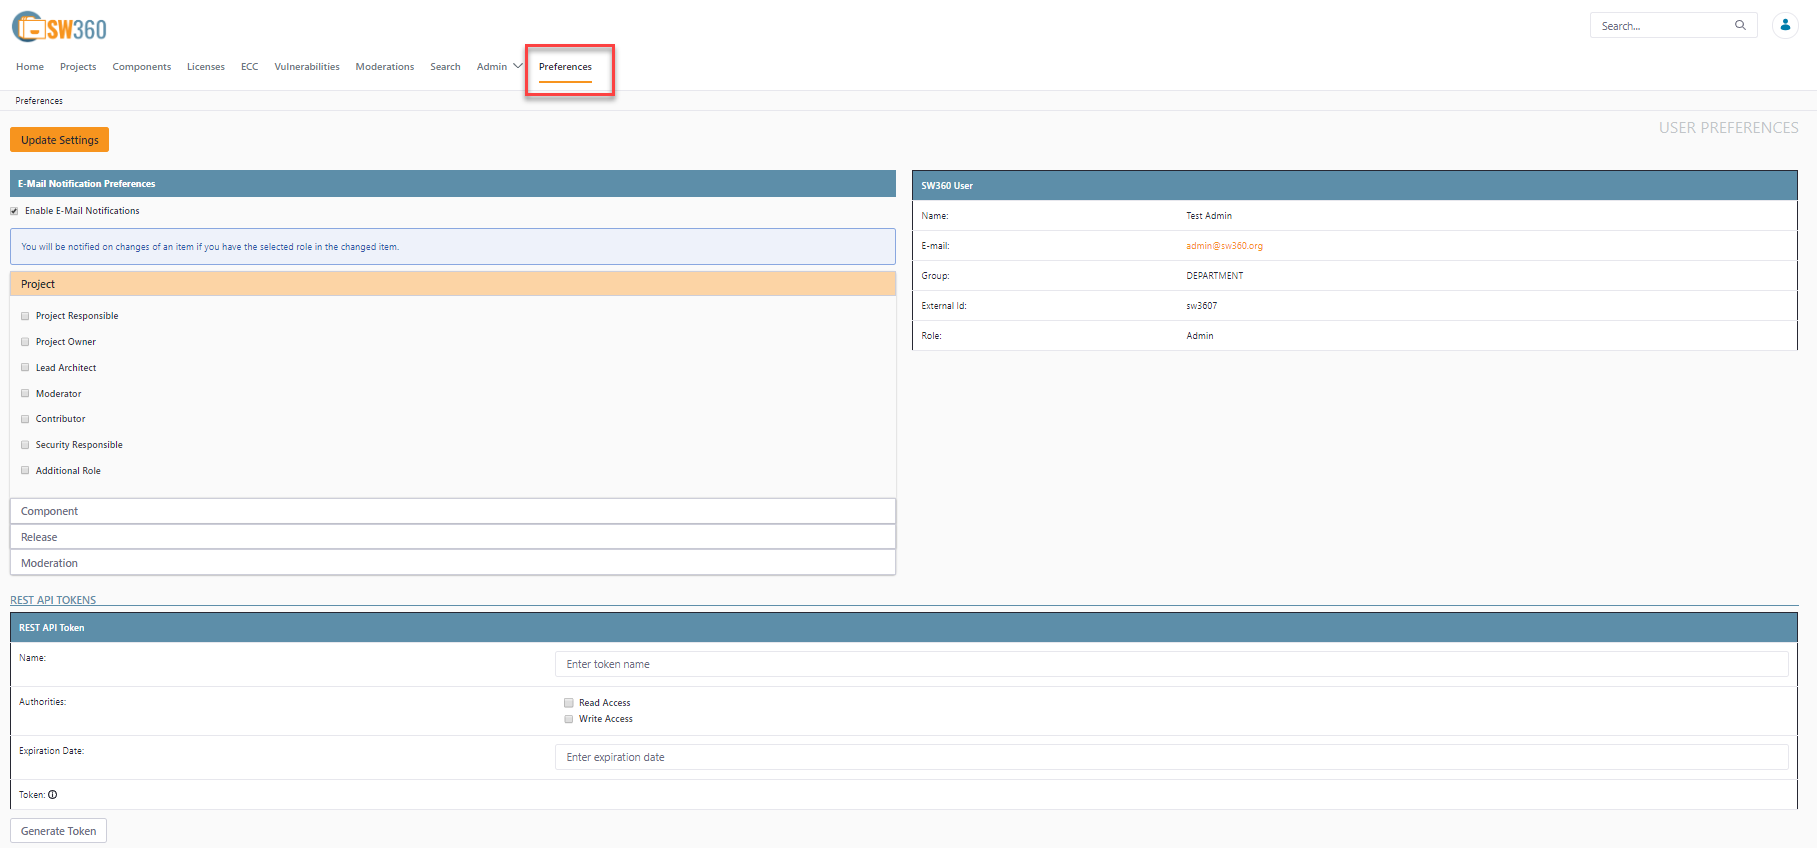 SW360
Search...
Home Projects Components Licenses ECC Vulnerabilities Moderations Search Admin Preferences
Preferences
Update Settings
USER PREFERENCES
E-Mail Notification Preferences
Enable E-Mail Notifications
You will be notified on changes of an item if you have the selected role in the changed item.
Project
Project Responsible
Project Owner
Lead Architect
Moderator
Contributor
Security Responsible
Additional Role
Component
Release
Moderation
SW360 User
Name: Test Admin
E-mail: admin@sw360.org
Group: DEPARTMENT
External Id: sw3607
Role: Admin
REST API TOKENS
REST API Token
Name: Enter token name
Authorities: Read Access
Write Access
Expiration Date: Enter expiration date
Token:
Generate Token